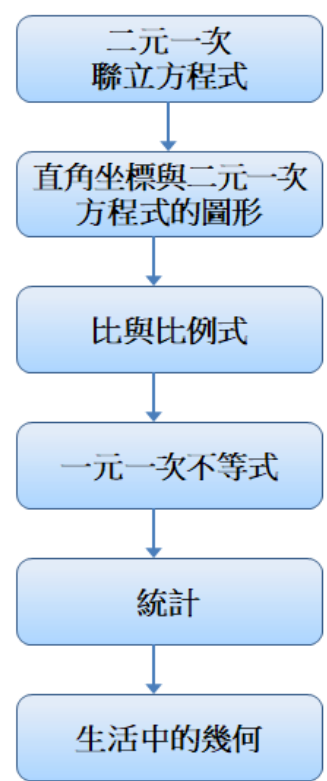 二元一次
聯立方程式
直角坐標與二元一次
方程式的圖形
比與比例式
一元一次不等式
統計
生活中的幾何